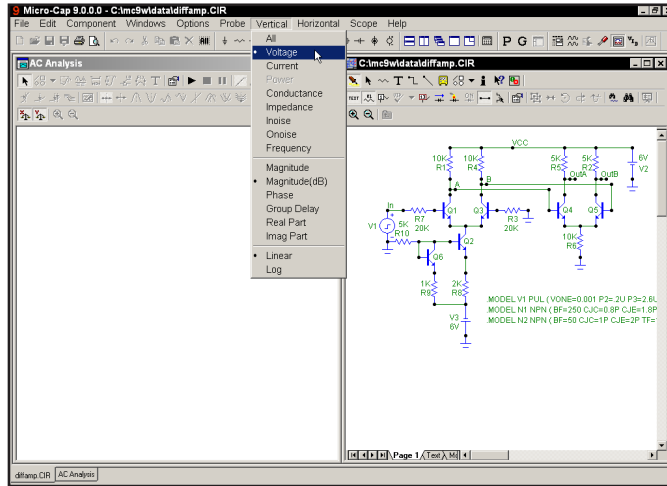 Micro-Cap 9.0.0.0 - C:\mc9w\data\diffamp.CIR
File Edit Component Windows Options Probe Vertical Horizontal Scope Help
All
Voltage
Current
Power
Conductance
Impedance
Inoise
Onoise
Frequency
Magnitude
Magnitude(dB)
Phase
Group Delay
Real Part
Imag Part
Linear
Log
AC Analysis
C:\mc9w\data\diffamp.CIR
VCC
10K
R1
10K
R4
5K
R5
5K
R2
6V
V2
OutA
OutB
A
B
In
V1
R7
20K
Q1
Q3
R3
20K
Q4
Q5
5K
R10
Q2
Q6
10K
R6
1K
R9
2K
R8
V3
6V
.MODEL V1 PUL (VONE=0.001 P2=.2U P3=2.6U
.MODEL N1 NPN (BF=250 CJC=0.8P CJE=1.8P
.MODEL N2 NPN (BF=50 CJC=1P CJE=2P TF=
Page 1 Text
diffamp.CIR AC Analysis